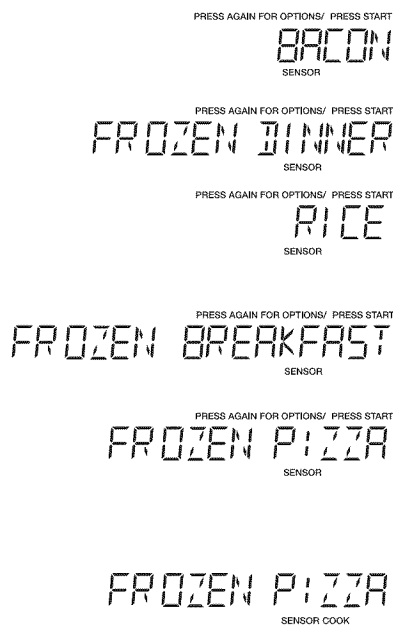 PRESS AGAIN FOR OPTIONS/ PRESS START
BACON
SENSOR
PRESS AGAIN FOR OPTIONS/ PRESS START
FROZEN DINNER
SENSOR
PRESS AGAIN FOR OPTIONS/ PRESS START
RICE
SENSOR
PRESS AGAIN FOR OPTIONS/ PRESS START
FROZEN BREAKFAST
SENSOR
PRESS AGAIN FOR OPTIONS/ PRESS START
FROZEN PIZZA
SENSOR
FROZEN PIZZA
SENSOR COOK